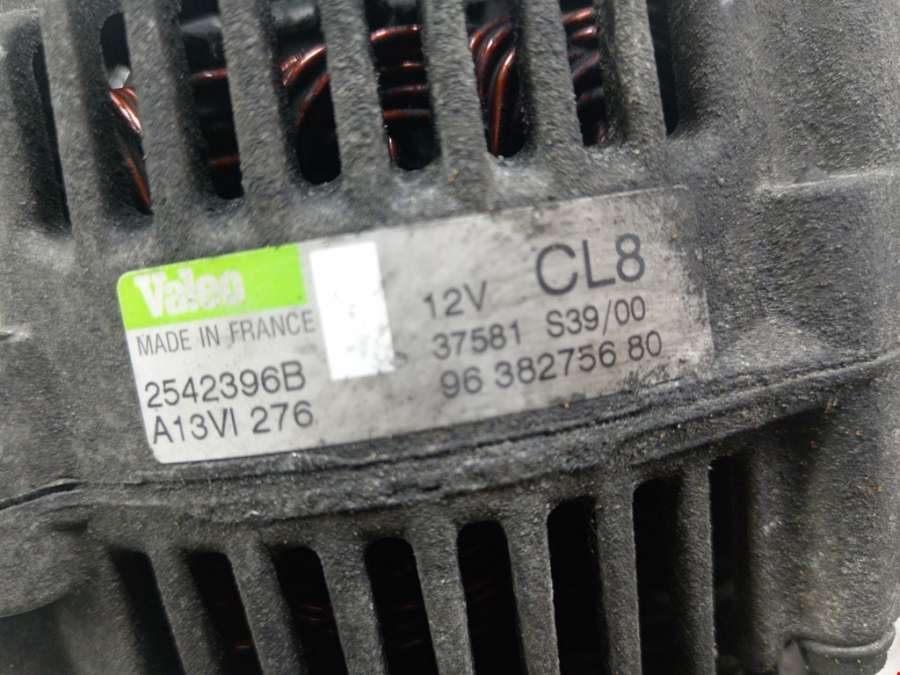 Valeo
MADE IN FRANCE
2542396B
A13VI 276
12V CL8
37581 S39/00
96 382756 80